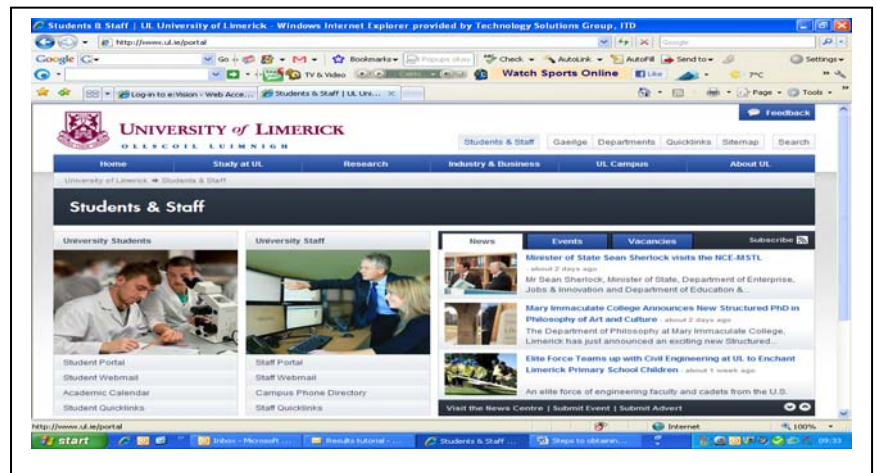 Students & Staff | UL University of Limerick - Windows Internet Explorer provided by Technology Solutions Group, ITD
http://www.ul.ie/portal
Google
Google
Go
Bookmarks
Popups okay
Check
AutoLink
AutoFill
Send to
Settings
TV & Video
Watch Sports Online
Like
7°C
Log-in to e:Vision - Web Acce...
Students & Staff | UL Uni...
Page
Tools
Feedback
UNIVERSITY of LIMERICK
OLLSCOIL LUIMNIGH
Students & Staff Gaeilge Departments Quicklinks Sitemap Search
Home Study at UL Research Industry & Business UL Campus About UL
University of Limerick Students & Staff
Students & Staff
University Students
Student Portal
Student Webmail
Academic Calendar
Student Quicklinks
University Staff
Staff Portal
Staff Webmail
Campus Phone Directory
Staff Quicklinks
News Events Vacancies Subscribe
Minister of State Sean Sherlock visits the NCE-MSTL
- about 2 days ago
Mr Sean Sherlock, Minister of State, Department of Enterprise,
Jobs & Innovation and Department of Education &...
Mary Immaculate College Announces New Structured PhD in
Philosophy of Art and Culture - about 2 days ago
The Department of Philosophy at Mary Immaculate College,
Limerick has just announced an exciting new Structured...
Elite Force Teams up with Civil Engineering at UL to Enchant
Limerick Primary School Children - about 1 week ago
An elite force of engineering faculty and cadets from the U.S.
Visit the News Centre | Submit Event | Submit Advert
http://www.ul.ie/portal
Internet
100%
start
Inbox - Microsoft ...
Results tutorial - ...
Students & Staff ...
Steps to obtainin...
09:33